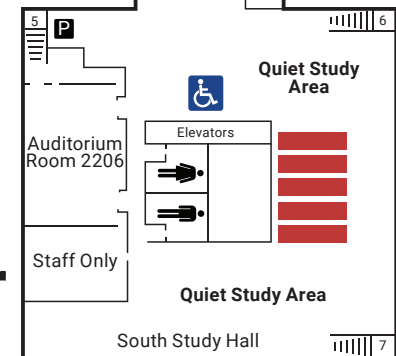 5
P
6
Quiet Study
Area
Elevators
Auditorium
Room 2206
Staff Only
Quiet Study Area
South Study Hall
7